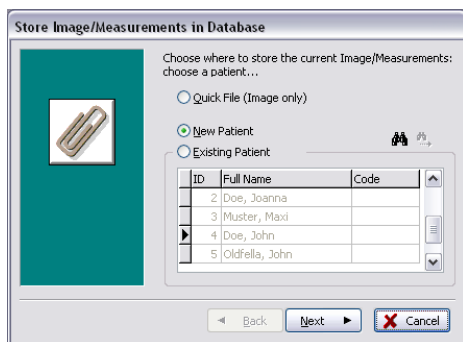 Store Image/Measurements in Database
Choose where to store the current Image/Measurements:
choose a patient...
Quick File (Image only)
New Patient
Existing Patient
ID Full Name Code
2 Doe, Joanna
3 Muster, Maxi
4 Doe, John
5 Oldfella, John
Back Next Cancel